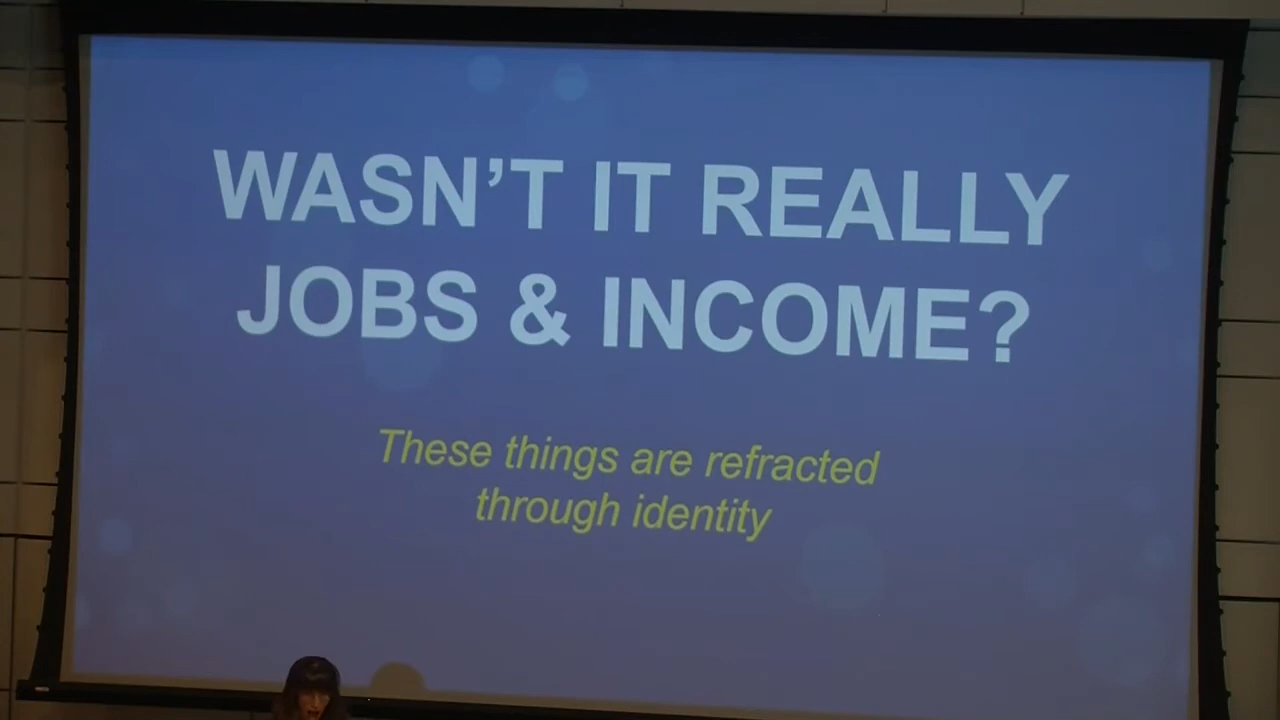 WASN’T IT REALLY
JOBS & INCOME?
These things are refracted
through identity